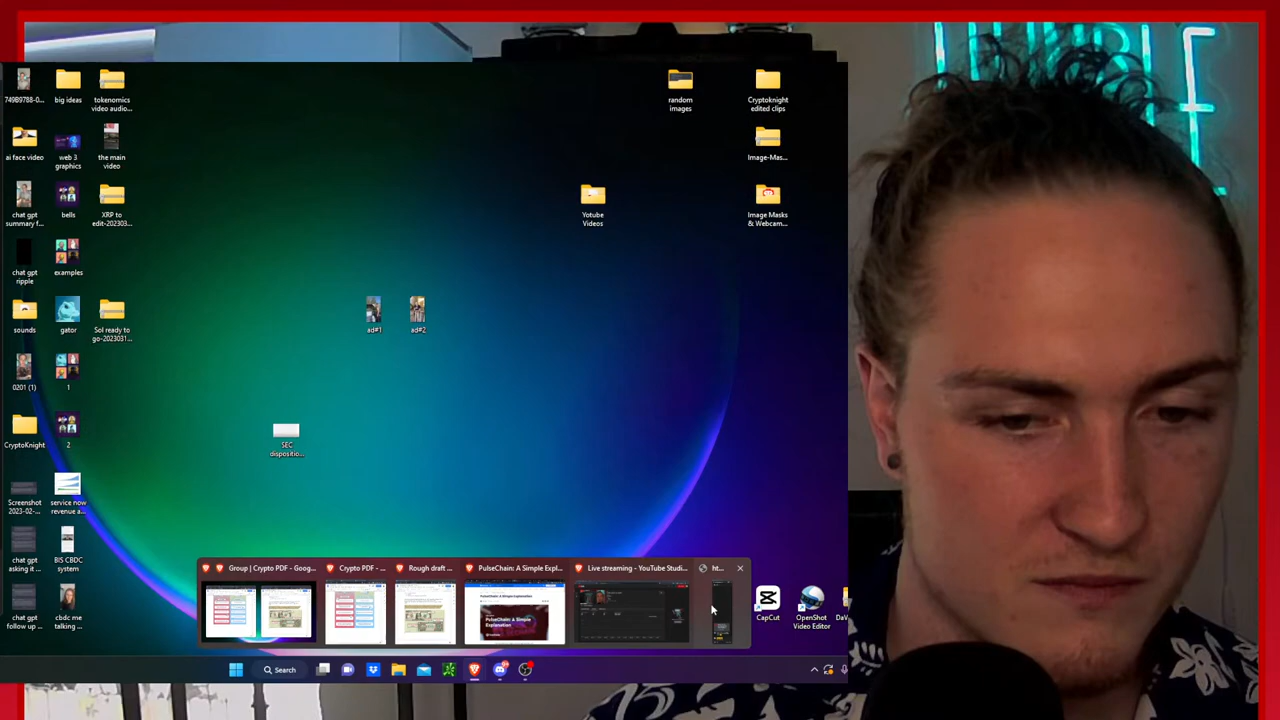 749B9788-0...
big ideas
tokenomics
video audio...
random
images
Cryptoknight
edited clips
ai face video
web 3
graphics
the main
video
Image-Mas...
chat gpt
summary f...
bells
XRP to
edit-202303...
Yotube
Videos
Image Masks
& Webcam...
chat gpt
ripple
examples
sounds
gator
Sol ready to
go-2023031...
ad#1
ad#2
0201 (1)
1
CryptoKnight
2
SEC
dispositio...
Screenshot
2023-02-...
service now
revenue a...
chat gpt
asking it ...
BIS CBDC
system
chat gpt
follow up ...
cbdc me
talking ...
Group | Crypto PDF - Goog...
Crypto PDF - ...
Rough draft ...
PulseChain: A Simple Expl...
Live streaming - YouTube Studi...
ht...
PulseChain: A Simple
Explanation
CapCut
OpenShot
Video Editor
Search